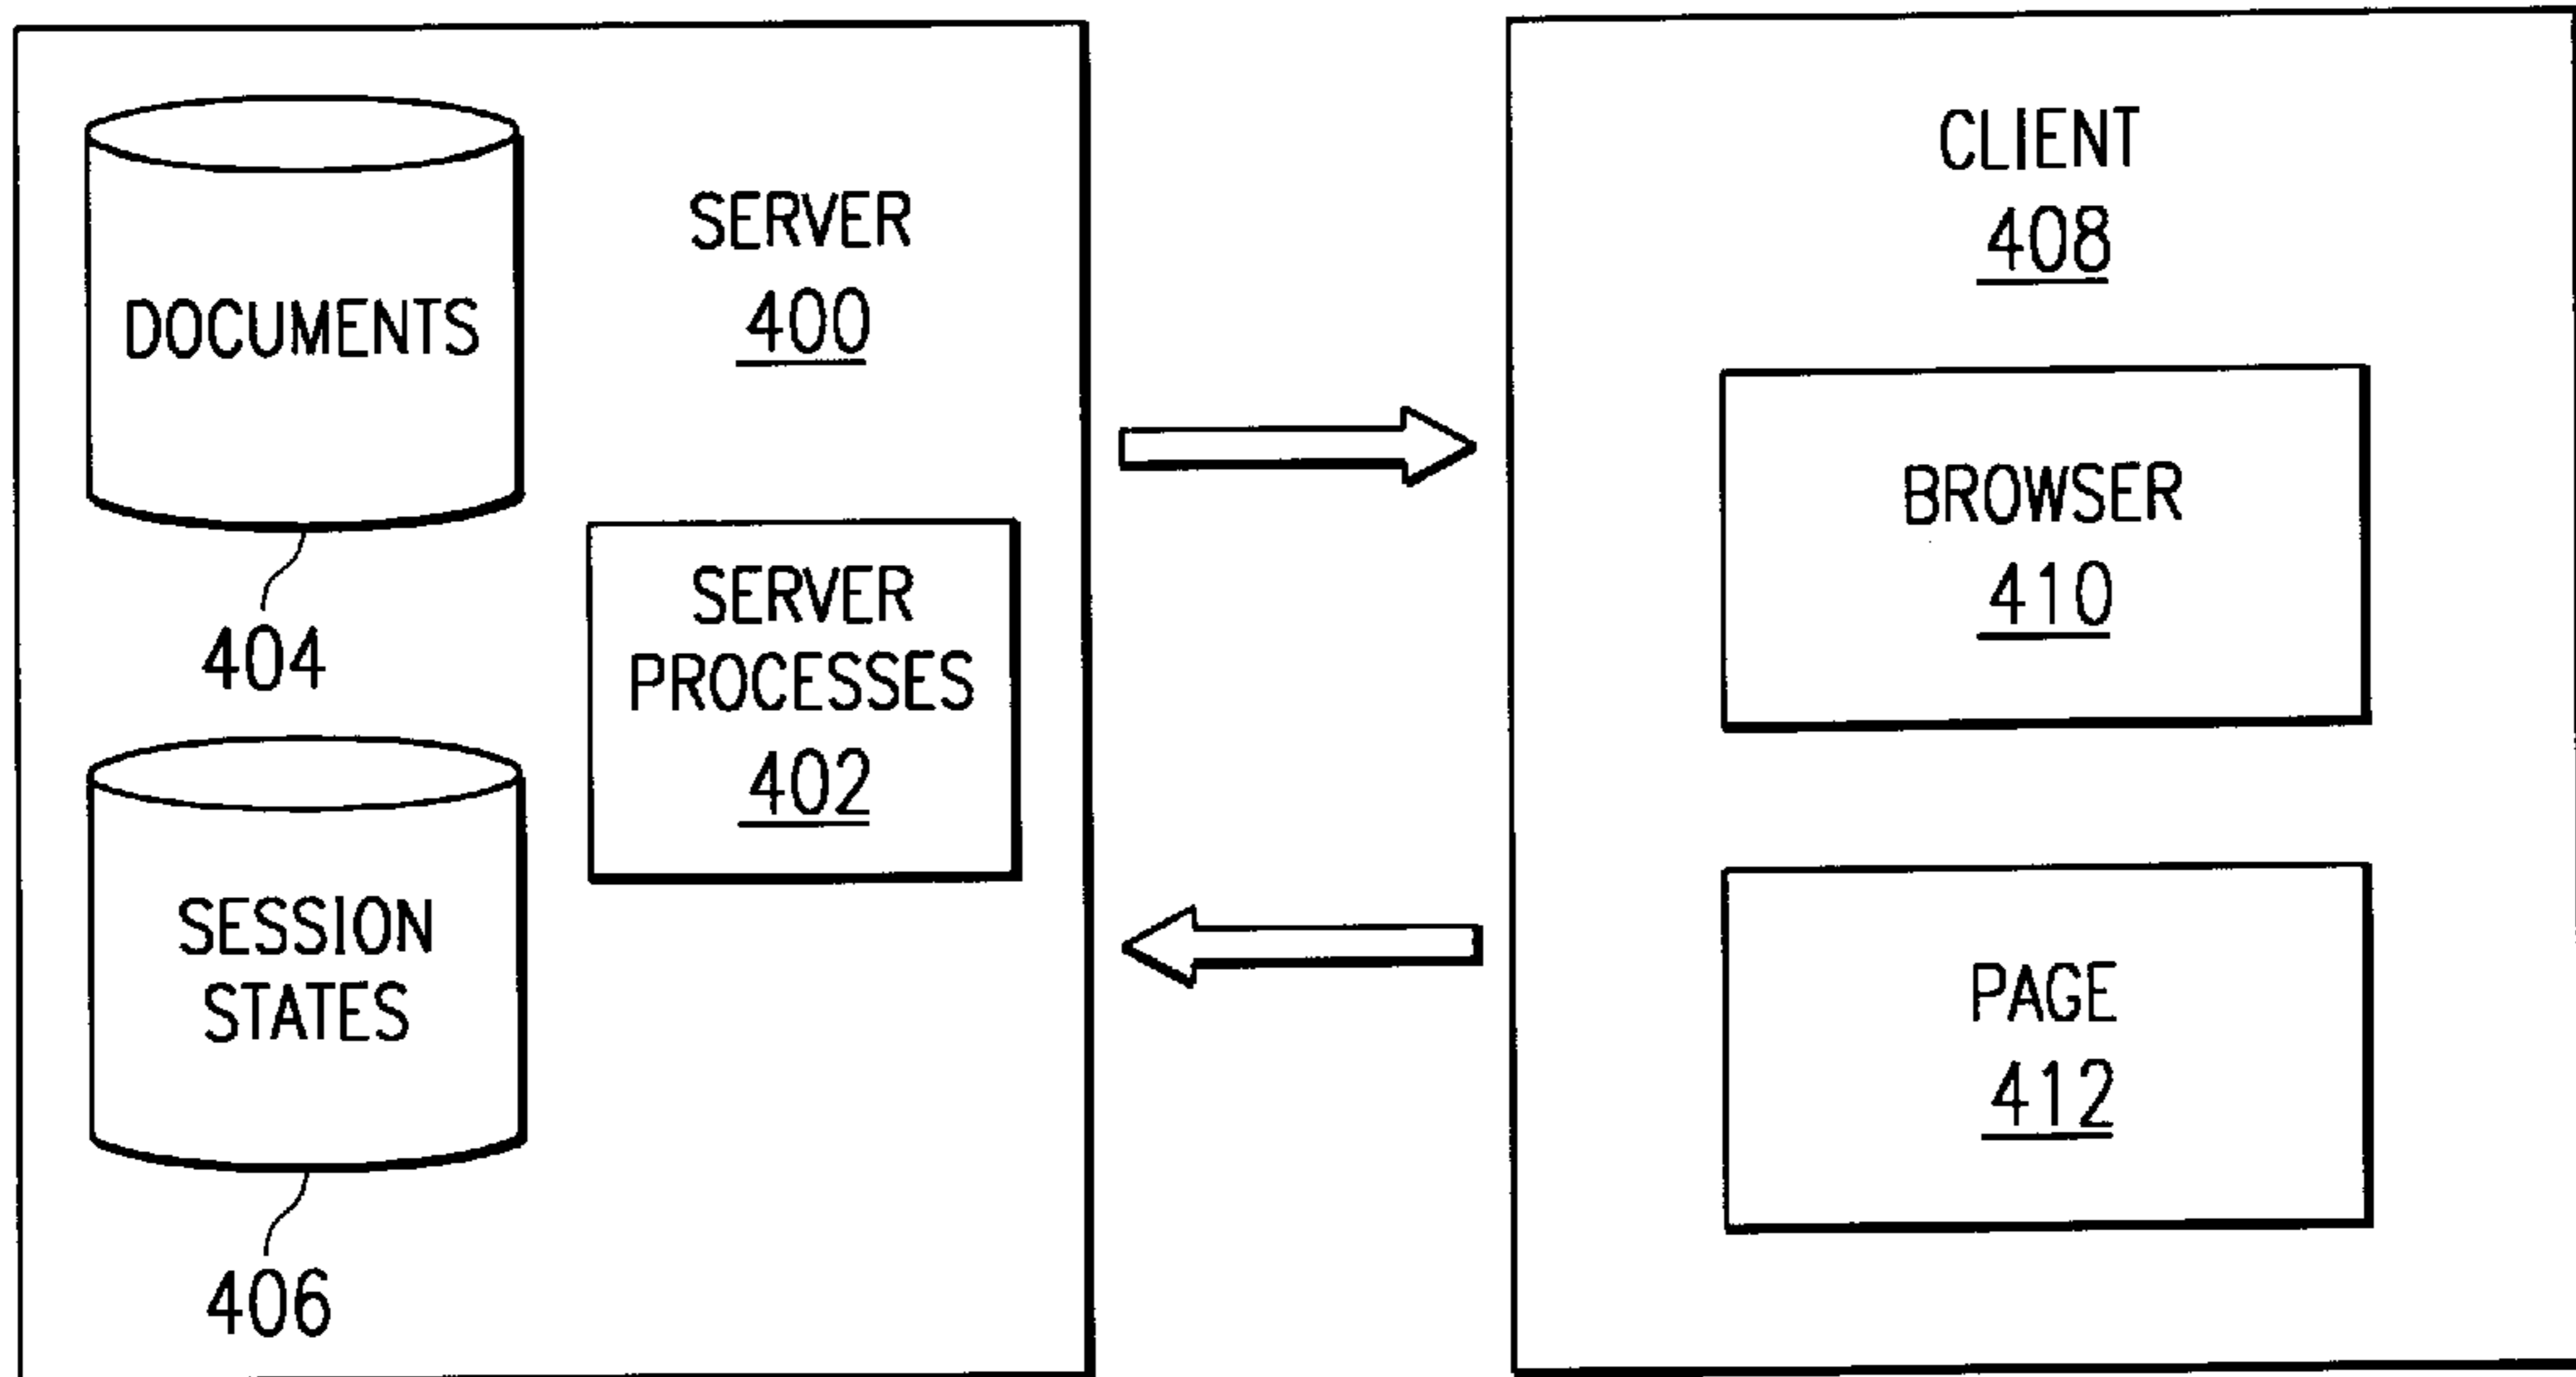 DOCUMENTS
404
SERVER
400
SERVER
PROCESSES
402
SESSION
STATES
406
CLIENT
408
BROWSER
410
PAGE
412